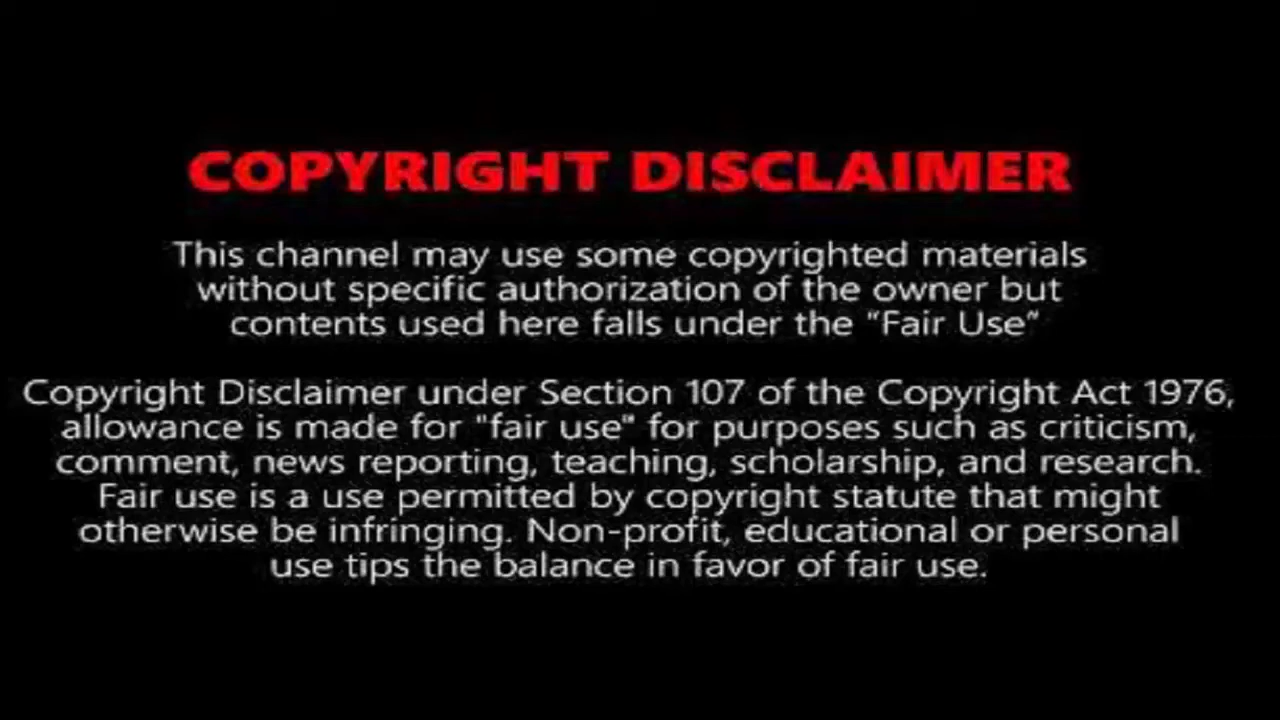 COPYRIGHT DISCLAIMER
This channel may use some copyrighted materials
without specific authorization of the owner but
contents used here falls under the "Fair Use"
Copyright Disclaimer under Section 107 of the Copyright Act 1976,
allowance is made for "fair use" for purposes such as criticism,
comment, news reporting, teaching, scholarship, and research.
Fair use is a use permitted by copyright statute that might
otherwise be infringing. Non-profit, educational or personal
use tips the balance in favor of fair use.